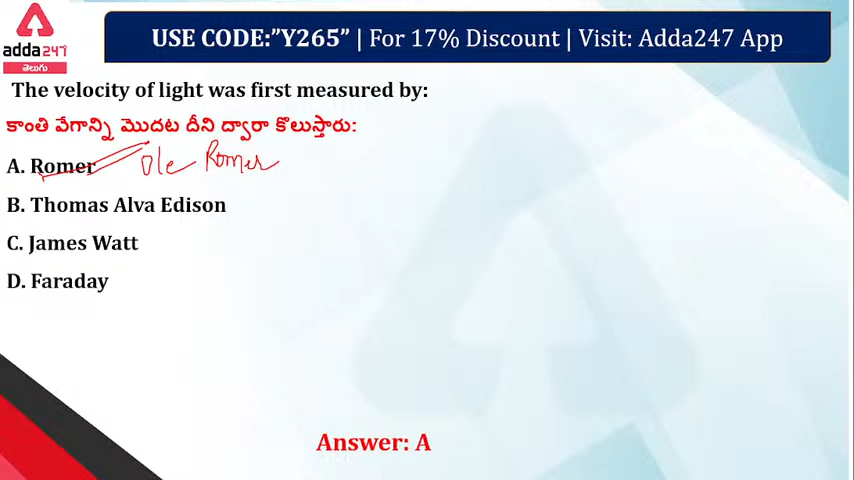 adda247
తెలుగు
USE CODE:”Y265” | For 17% Discount | Visit: Adda247 App
The velocity of light was first measured by:
కాంతి వేగాన్ని మొదట దీని ద్వారా కొలుస్తారు:
A. Romer ole Romer
B. Thomas Alva Edison
C. James Watt
D. Faraday
Answer: A